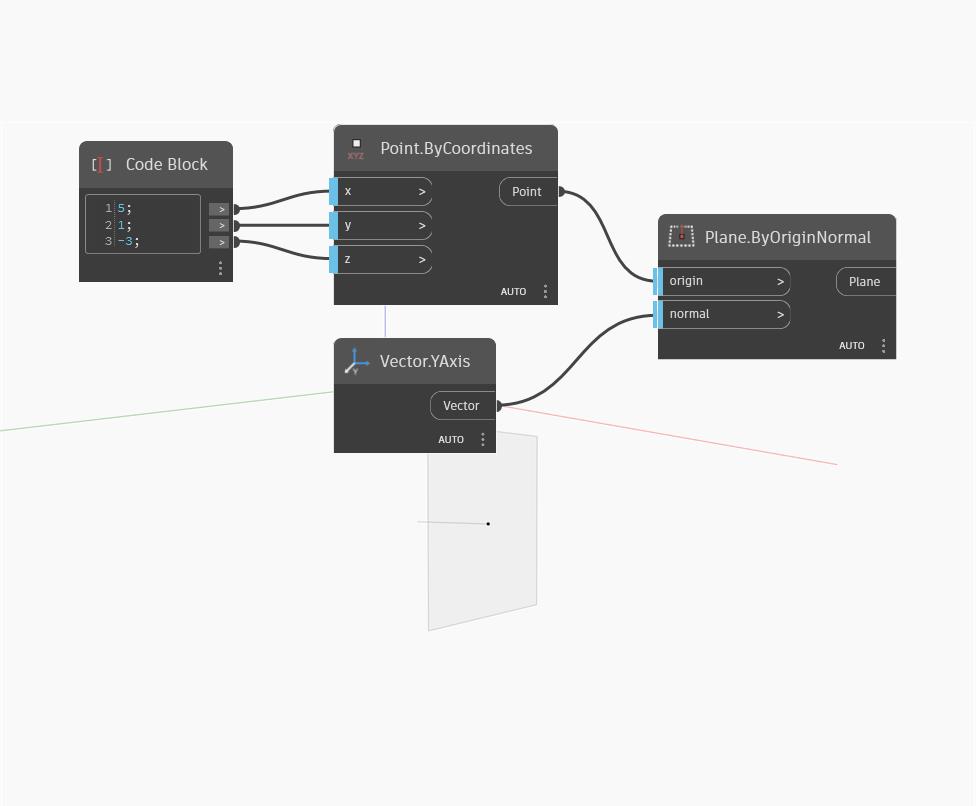 Code Block
1 5;
2 1;
3 -3;
>
>
>
XYZ
Point.ByCoordinates
x >
y >
z >
Point
AUTO
Plane.ByOriginNormal
origin >
normal >
Plane
AUTO
Y
Vector.YAxis
Vector
AUTO